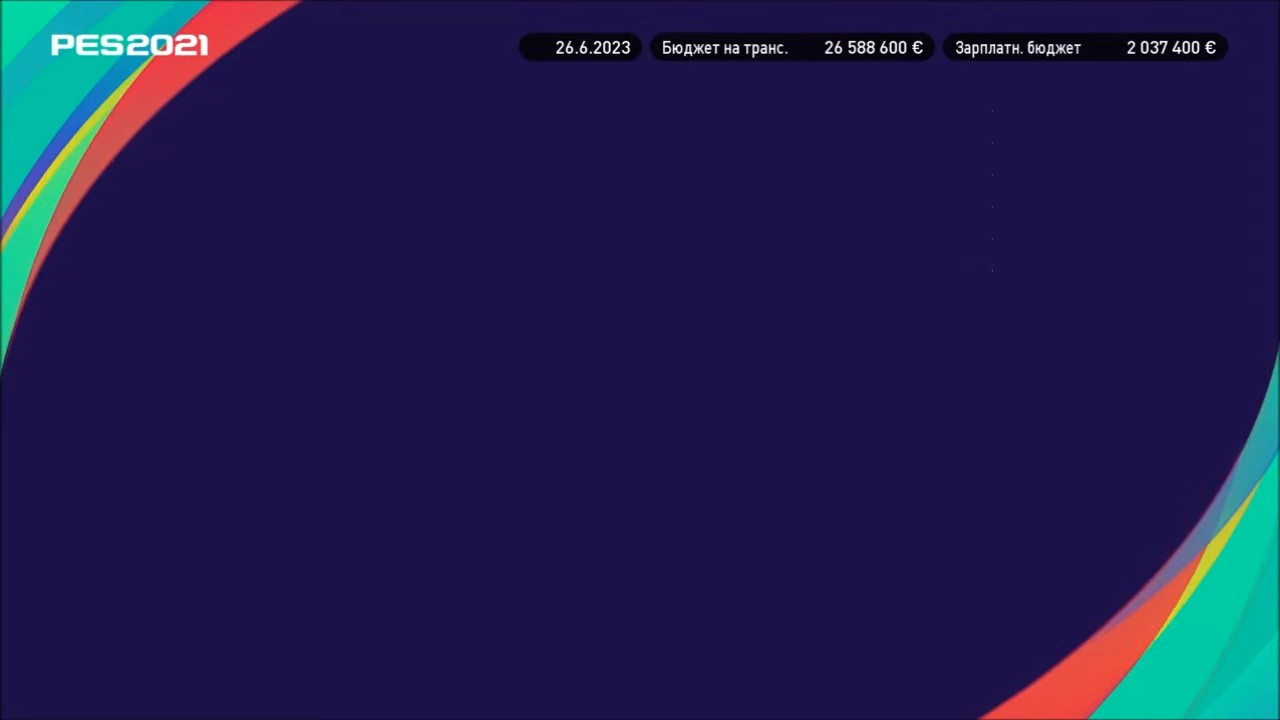 PES2021
26.6.2023 Бюджет на транс. 26 588 600 € Зарплатн. бюджет 2 037 400 €